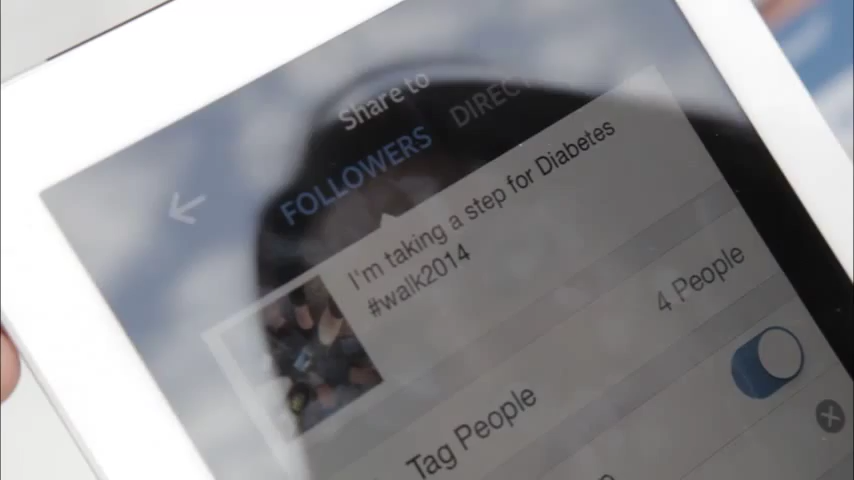 Share to
FOLLOWERS
I'm taking a step for Diabetes
#walk2014
Tag People
4 People